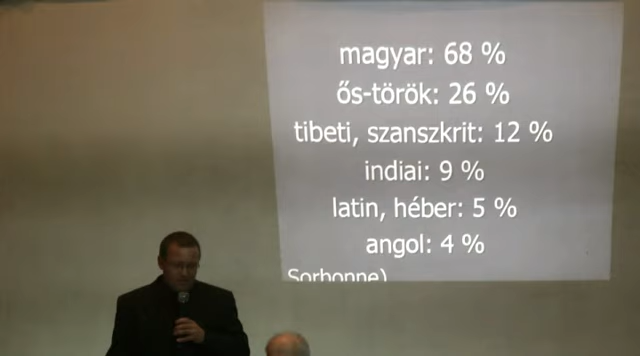 magyar: 68 %
ős-török: 26 %
tibeti, szanszkrit: 12 %
indiai: 9 %
latin, héber: 5 %
angol: 4 %
Sorbonne)